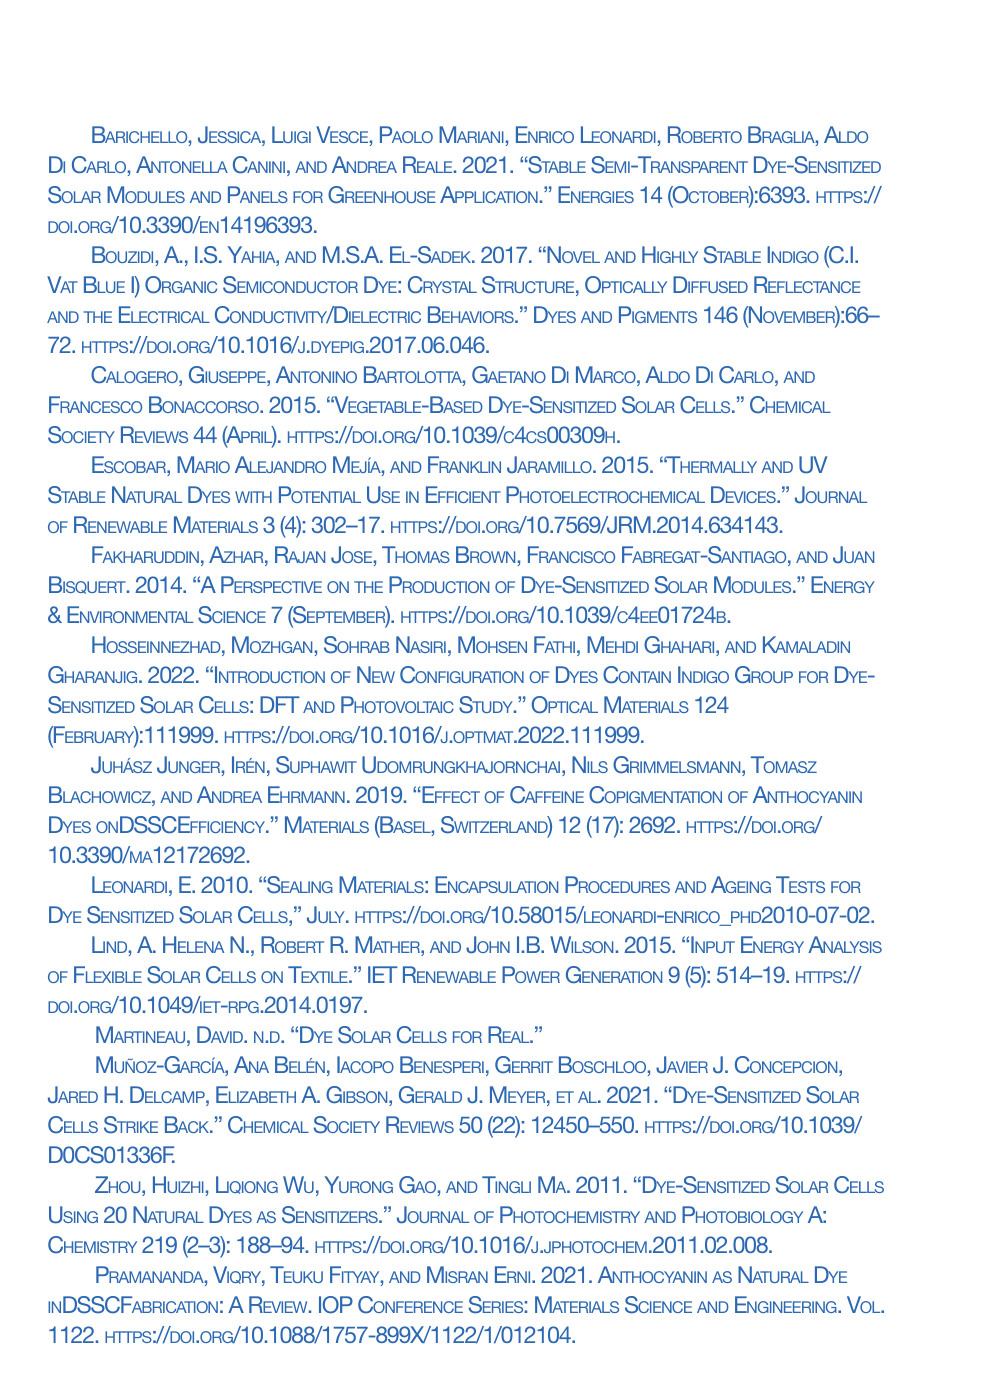 Barichello, Jessica, Luigi Vesce, Paolo Mariani, Enrico Leonardi, Roberto Braglia, Aldo
Di Carlo, Antonella Canini, and Andrea Reale. 2021. “Stable Semi-Transparent Dye-Sensitized
Solar Modules and Panels for Greenhouse Application.” Energies 14 (October):6393. https://
doi.org/10.3390/en14196393.
Bouzidi, A., I.S. Yahia, and M.S.A. El-Sadek. 2017. “Novel and Highly Stable Indigo (C.I.
Vat Blue I) Organic Semiconductor Dye: Crystal Structure, Optically Diffused Reflectance
and the Electrical Conductivity/Dielectric Behaviors.” Dyes and Pigments 146 (November):66–
72. https://doi.org/10.1016/j.dyepig.2017.06.046.
Calogero, Giuseppe, Antonino Bartolotta, Gaetano Di Marco, Aldo Di Carlo, and
Francesco Bonaccorso. 2015. “Vegetable-Based Dye-Sensitized Solar Cells.” Chemical
Society Reviews 44 (April). https://doi.org/10.1039/c4cs00309h.
Escobar, Mario Alejandro Mejía, and Franklin Jaramillo. 2015. “Thermally and UV
Stable Natural Dyes with Potential Use in Efficient Photoelectrochemical Devices.” Journal
of Renewable Materials 3 (4): 302–17. https://doi.org/10.7569/JRM.2014.634143.
Fakharuddin, Azhar, Rajan Jose, Thomas Brown, Francisco Fabregat-Santiago, and Juan
Bisquert. 2014. “A Perspective on the Production of Dye-Sensitized Solar Modules.” Energy
& Environmental Science 7 (September). https://doi.org/10.1039/c4ee01724b.
Hosseinnezhad, Mozhgan, Sohrab Nasiri, Mohsen Fathi, Mehdi Ghahari, and Kamaladin
Gharanjig. 2022. “Introduction of New Configuration of Dyes Contain Indigo Group for Dye-
Sensitized Solar Cells: DFT and Photovoltaic Study.” Optical Materials 124
(February):111999. https://doi.org/10.1016/j.optmat.2022.111999.
Juhász Junger, Irén, Suphawit Udomrungkhajornchai, Nils Grimmelsmann, Tomasz
Blachowicz, and Andrea Ehrmann. 2019. “Effect of Caffeine Copigmentation of Anthocyanin
Dyes onDSSCEfficiency.” Materials (Basel, Switzerland) 12 (17): 2692. https://doi.org/
10.3390/ma12172692.
Leonardi, E. 2010. “Sealing Materials: Encapsulation Procedures and Ageing Tests for
Dye Sensitized Solar Cells,” July. https://doi.org/10.58015/leonardi-enrico_phd2010-07-02.
Lind, A. Helena N., Robert R. Mather, and John I.B. Wilson. 2015. “Input Energy Analysis
of Flexible Solar Cells on Textile.” IET Renewable Power Generation 9 (5): 514–19. https://
doi.org/10.1049/iet-rpg.2014.0197.
Martineau, David. n.d. “Dye Solar Cells for Real.”
Muñoz-García, Ana Belén, Iacopo Benesperi, Gerrit Boschloo, Javier J. Concepcion,
Jared H. Delcamp, Elizabeth A. Gibson, Gerald J. Meyer, et al. 2021. “Dye-Sensitized Solar
Cells Strike Back.” Chemical Society Reviews 50 (22): 12450–550. https://doi.org/10.1039/
D0CS01336F.
Zhou, Huizhi, Liqiong Wu, Yurong Gao, and Tingli Ma. 2011. “Dye-Sensitized Solar Cells
Using 20 Natural Dyes as Sensitizers.” Journal of Photochemistry and Photobiology A:
Chemistry 219 (2–3): 188–94. https://doi.org/10.1016/j.jphotochem.2011.02.008.
Pramananda, Viqry, Teuku Fityay, and Misran Erni. 2021. Anthocyanin as Natural Dye
inDSSCFabrication: A Review. IOP Conference Series: Materials Science and Engineering. Vol.
1122. https://doi.org/10.1088/1757-899X/1122/1/012104.